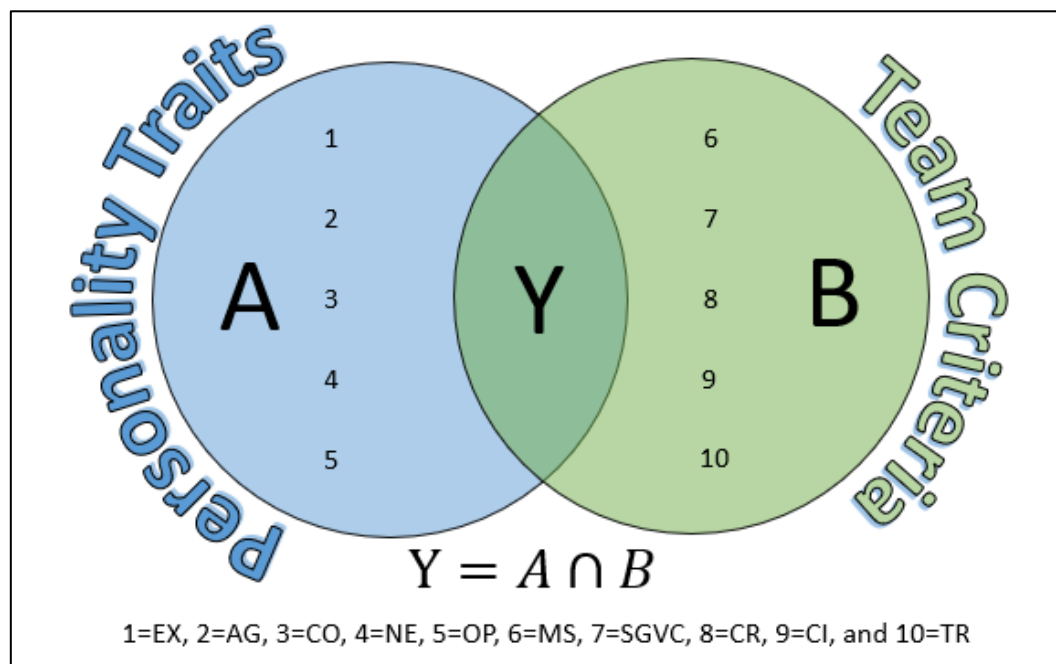 Personality Traits
Team Criteria
1
6
2
7
A
3
Y
8
B
4
9
5
10
Y = A ∩ B
1=EX, 2=AG, 3=CO, 4=NE, 5=OP, 6=MS, 7=SGVC, 8=CR, 9=CI, and 10=TR